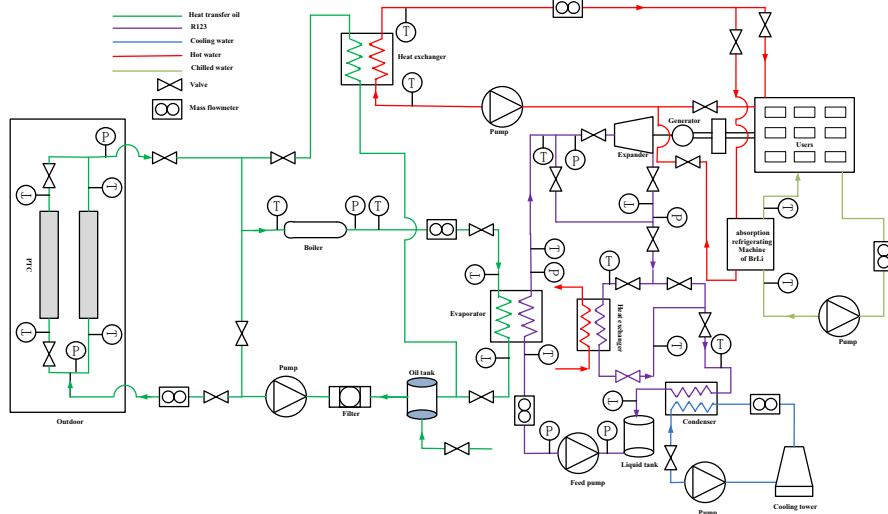 Heat transfer oil
R123
Cooling water
Hot water
Chilled water
Valve
Mass flowmeter
T
Heat exchanger
T
Pump
Generator
Expander
Users
P
T
T
PTC
T
T
P
Outdoor
T
Boiler
P
T
T
P
T
P
T
P
T
T
absorption
refrigerating
Machine
of BrLi
T
Pump
Evaporator
T
T
T
T
Heat exchanger
T
T
Pump
Filter
Oil tank
P
Feed pump
P
T
Liquid tank
Condenser
Pump
Cooling tower